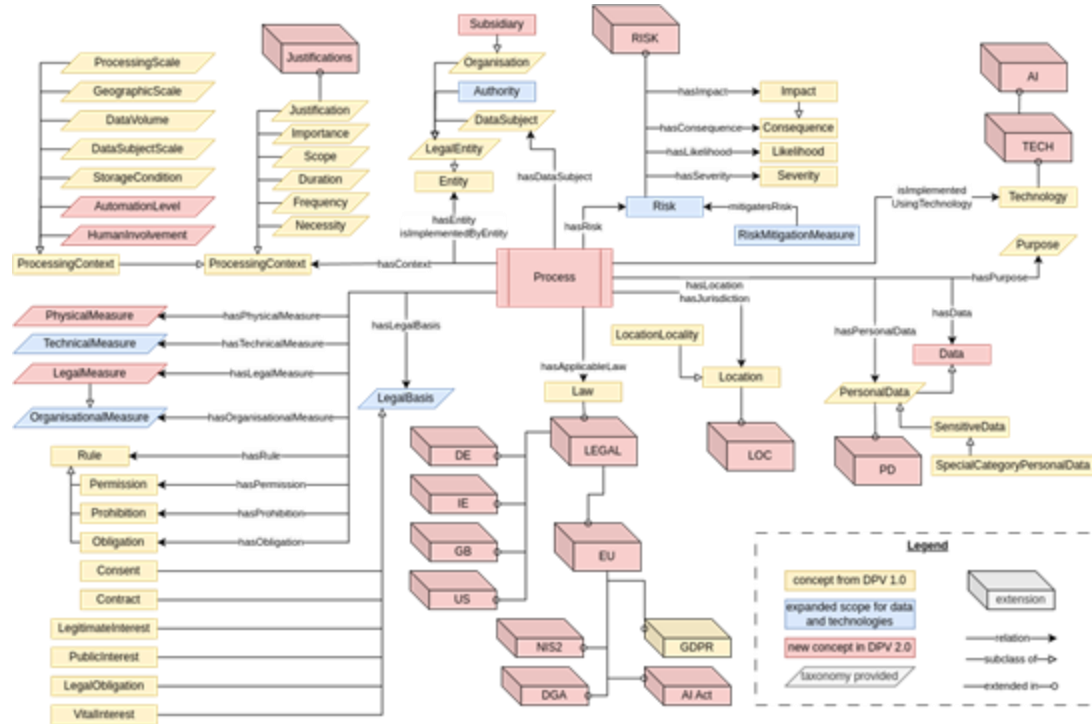 Subsidiary
Organisation
Authority
DataSubject
LegalEntity
Entity
hasEntity
isImplementedByEntity
ProcessingScale
GeographicScale
DataVolume
DataSubjectScale
StorageCondition
AutomationLevel
HumanInvolvement
ProcessingContext
Justifications
Justification
Importance
Scope
Duration
Frequency
Necessity
ProcessingContext
hasContext
hasDataSubject
RISK
hasImpact
Impact
hasConsequence
Consequence
hasLikelihood
Likelihood
hasSeverity
Severity
Risk
mitigatesRisk
RiskMitigationMeasure
hasRisk
AI
TECH
isImplemented
UsingTechnology
Technology
Purpose
hasPurpose
Process
hasLocation
hasJurisdiction
hasPersonalData
hasData
Data
PersonalData
SensitiveData
SpecialCategoryPersonalData
PD
LocationLocality
Location
LOC
hasApplicableLaw
Law
LEGAL
DE
IE
GB
US
EU
NIS2
DGA
GDPR
AI Act
PhysicalMeasure
hasPhysicalMeasure
TechnicalMeasure
hasTechnicalMeasure
LegalMeasure
hasLegalMeasure
OrganisationalMeasure
hasOrganisationalMeasure
hasLegalBasis
LegalBasis
Rule
hasRule
Permission
hasPermission
Prohibition
hasProhibition
Obligation
hasObligation
Consent
Contract
LegitimateInterest
PublicInterest
LegalObligation
VitalInterest
Legend
concept from DPV 1.0
expanded scope for data
and technologies
new concept in DPV 2.0
taxonomy provided
extension
relation
subclass of
extended in